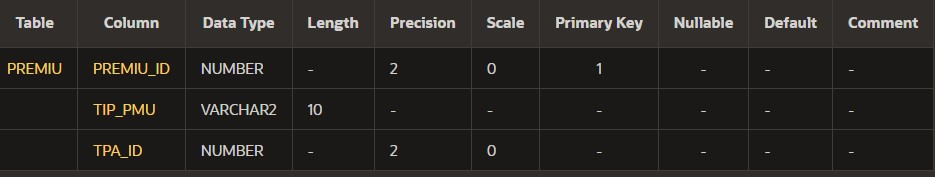 Table Column Data Type Length Precision Scale Primary Key Nullable Default Comment
PREMIU PREMIU_ID NUMBER - 2 0 1 - - -
TIP_PMU VARCHAR2 10 - - - - - -
TPA_ID NUMBER - 2 0 - - - -